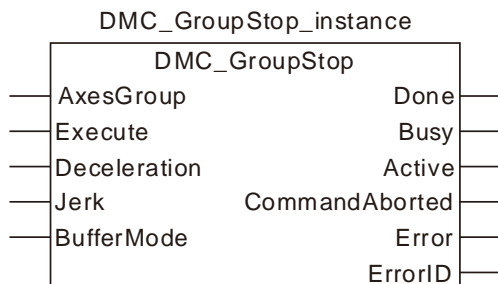 DMC_GroupStop_instance
DMC_GroupStop
AxesGroup Done
Execute Busy
Deceleration Active
Jerk CommandAborted
BufferMode Error
ErrorID